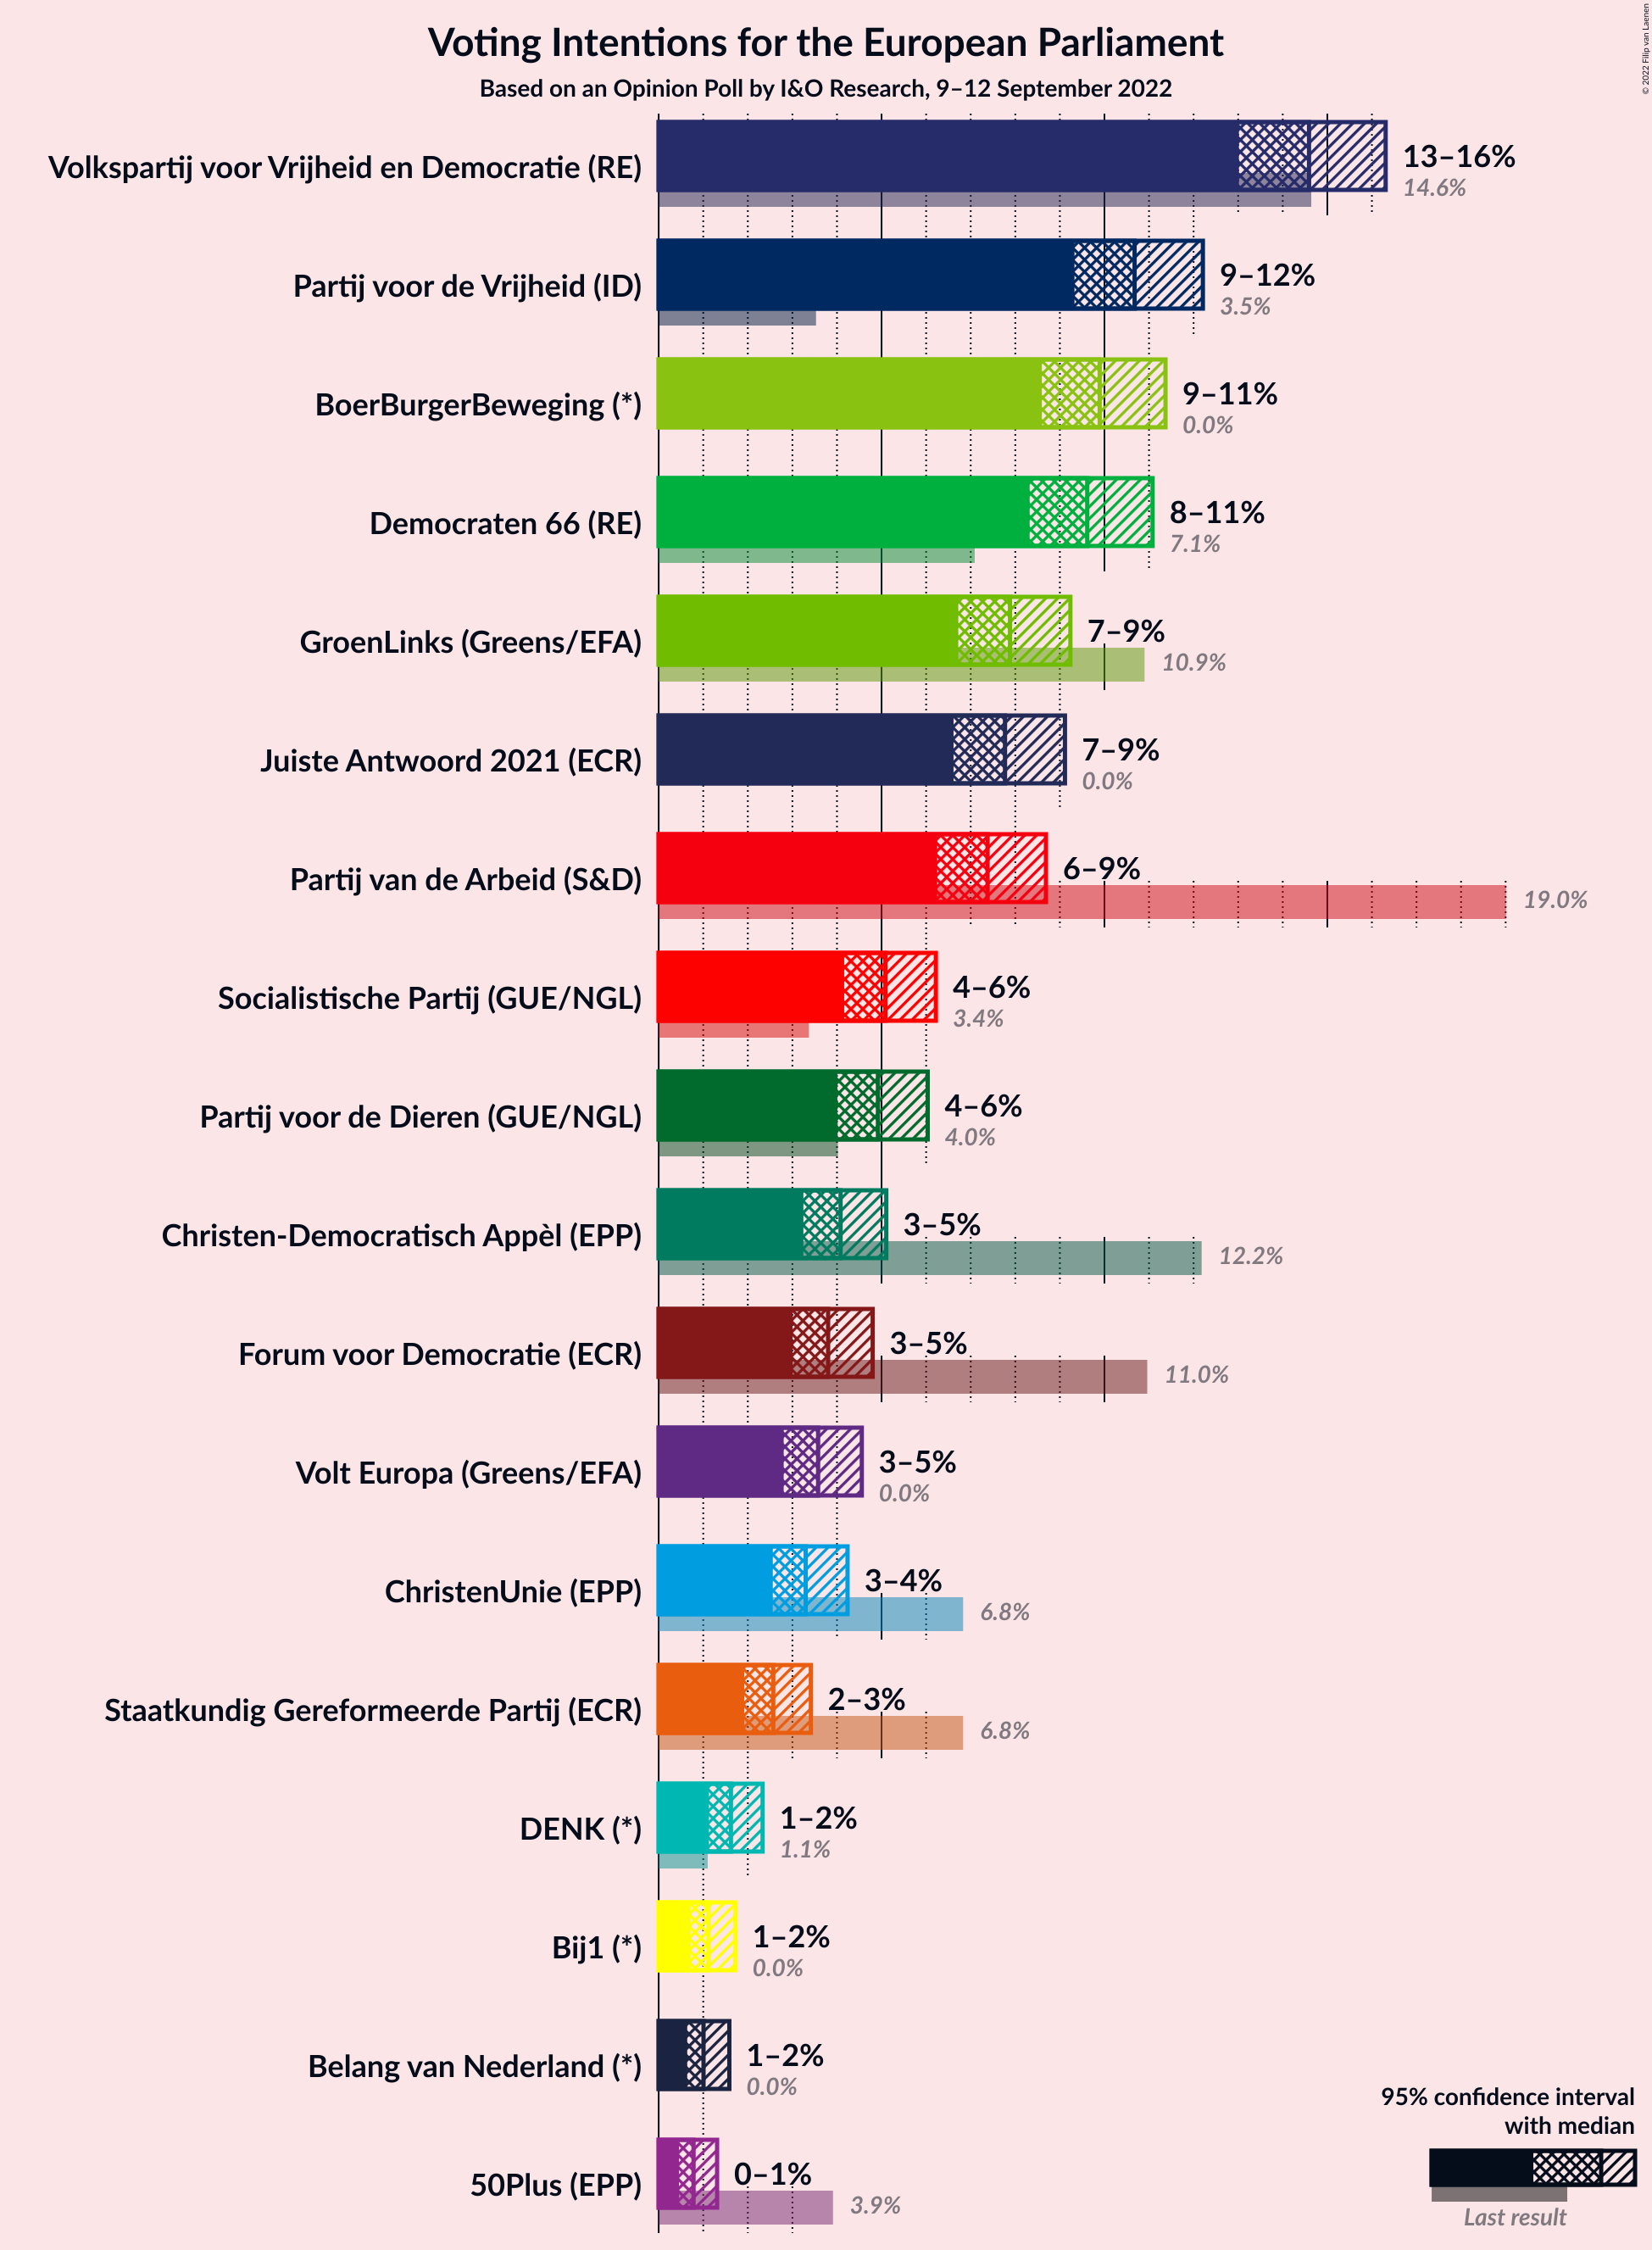 Voting Intentions for the European Parliament
Based on an Opinion Poll by I&O Research, 9–12 September 2022
© 2022 Filip van Laenen
Volkspartij voor Vrijheid en Democratie (RE)
13–16%
14.6%
Partij voor de Vrijheid (ID)
9–12%
3.5%
BoerBurgerBeweging (*)
9–11%
0.0%
Democraten 66 (RE)
8–11%
7.1%
GroenLinks (Greens/EFA)
7–9%
10.9%
Juiste Antwoord 2021 (ECR)
7–9%
0.0%
Partij van de Arbeid (S&D)
6–9%
19.0%
Socialistische Partij (GUE/NGL)
4–6%
3.4%
Partij voor de Dieren (GUE/NGL)
4–6%
4.0%
Christen-Democratisch Appèl (EPP)
3–5%
12.2%
Forum voor Democratie (ECR)
3–5%
11.0%
Volt Europa (Greens/EFA)
3–5%
0.0%
ChristenUnie (EPP)
3–4%
6.8%
Staatkundig Gereformeerde Partij (ECR)
2–3%
6.8%
DENK (*)
1–2%
1.1%
Bij1 (*)
1–2%
0.0%
Belang van Nederland (*)
1–2%
0.0%
50Plus (EPP)
0–1%
3.9%
95% confidence interval
with median
Last result